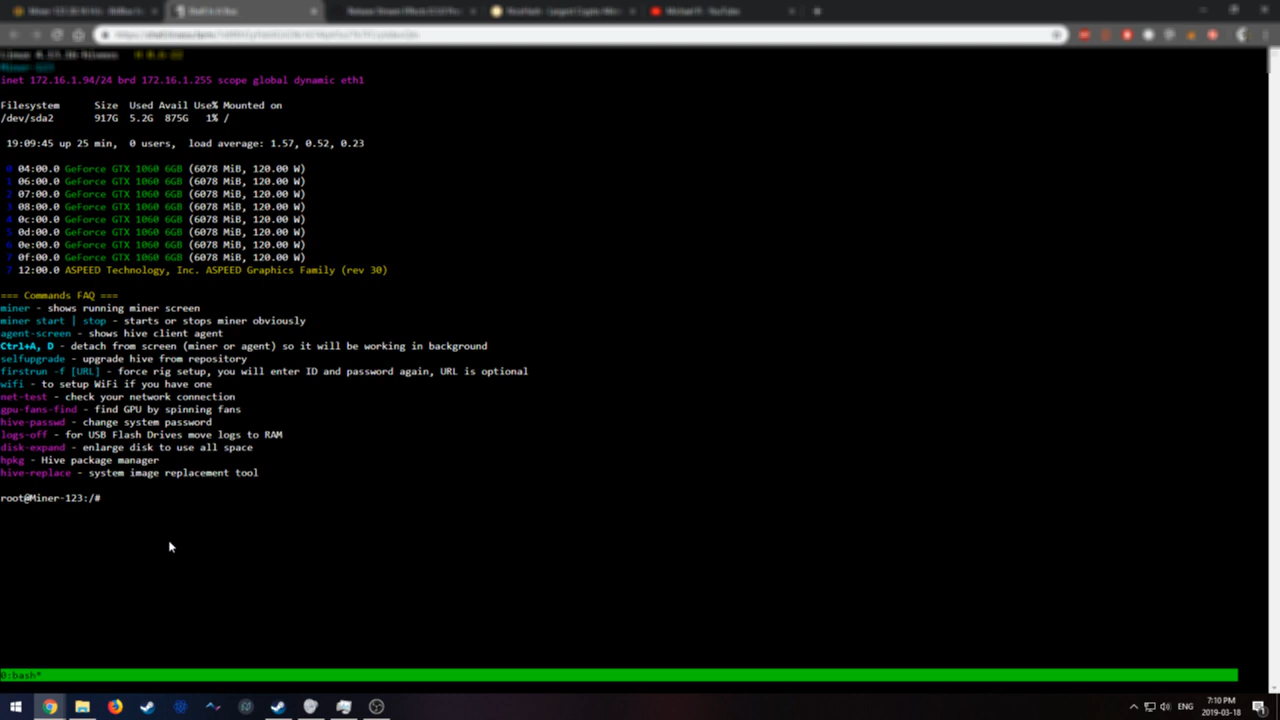 inet 172.16.1.94/24 brd 172.16.1.255 scope global dynamic eth1
Filesystem Size Used Avail Use% Mounted on
/dev/sda2 917G 5.2G 875G 1% /
19:09:45 up 25 min, 0 users, load average: 1.57, 0.52, 0.23
0 04:00.0 GeForce GTX 1060 6GB (6078 MiB, 120.00 W)
1 06:00.0 GeForce GTX 1060 6GB (6078 MiB, 120.00 W)
2 07:00.0 GeForce GTX 1060 6GB (6078 MiB, 120.00 W)
3 08:00.0 GeForce GTX 1060 6GB (6078 MiB, 120.00 W)
4 0c:00.0 GeForce GTX 1060 6GB (6078 MiB, 120.00 W)
5 0d:00.0 GeForce GTX 1060 6GB (6078 MiB, 120.00 W)
6 0e:00.0 GeForce GTX 1060 6GB (6078 MiB, 120.00 W)
7 0f:00.0 GeForce GTX 1060 6GB (6078 MiB, 120.00 W)
7 12:00.0 ASPEED Technology, Inc. ASPEED Graphics Family (rev 30)
=== Commands FAQ ===
miner - shows running miner screen
miner start | stop - starts or stops miner obviously
agent-screen - shows hive client agent
Ctrl+A, D - detach from screen (miner or agent) so it will be working in background
selfupgrade - upgrade hive from repository
firstrun -f [URL] - force rig setup, you will enter ID and password again, URL is optional
wifi - to setup WiFi if you have one
net-test - check your network connection
gpu-fans-find - find GPU by spinning fans
hive-passwd - change system password
logs-off - for USB Flash Drives move logs to RAM
disk-expand - enlarge disk to use all space
hpkg - Hive package manager
hive-replace - system image replacement tool
root@Miner-123:/#
0:bash*
ENG
7:10 PM
2019-03-18